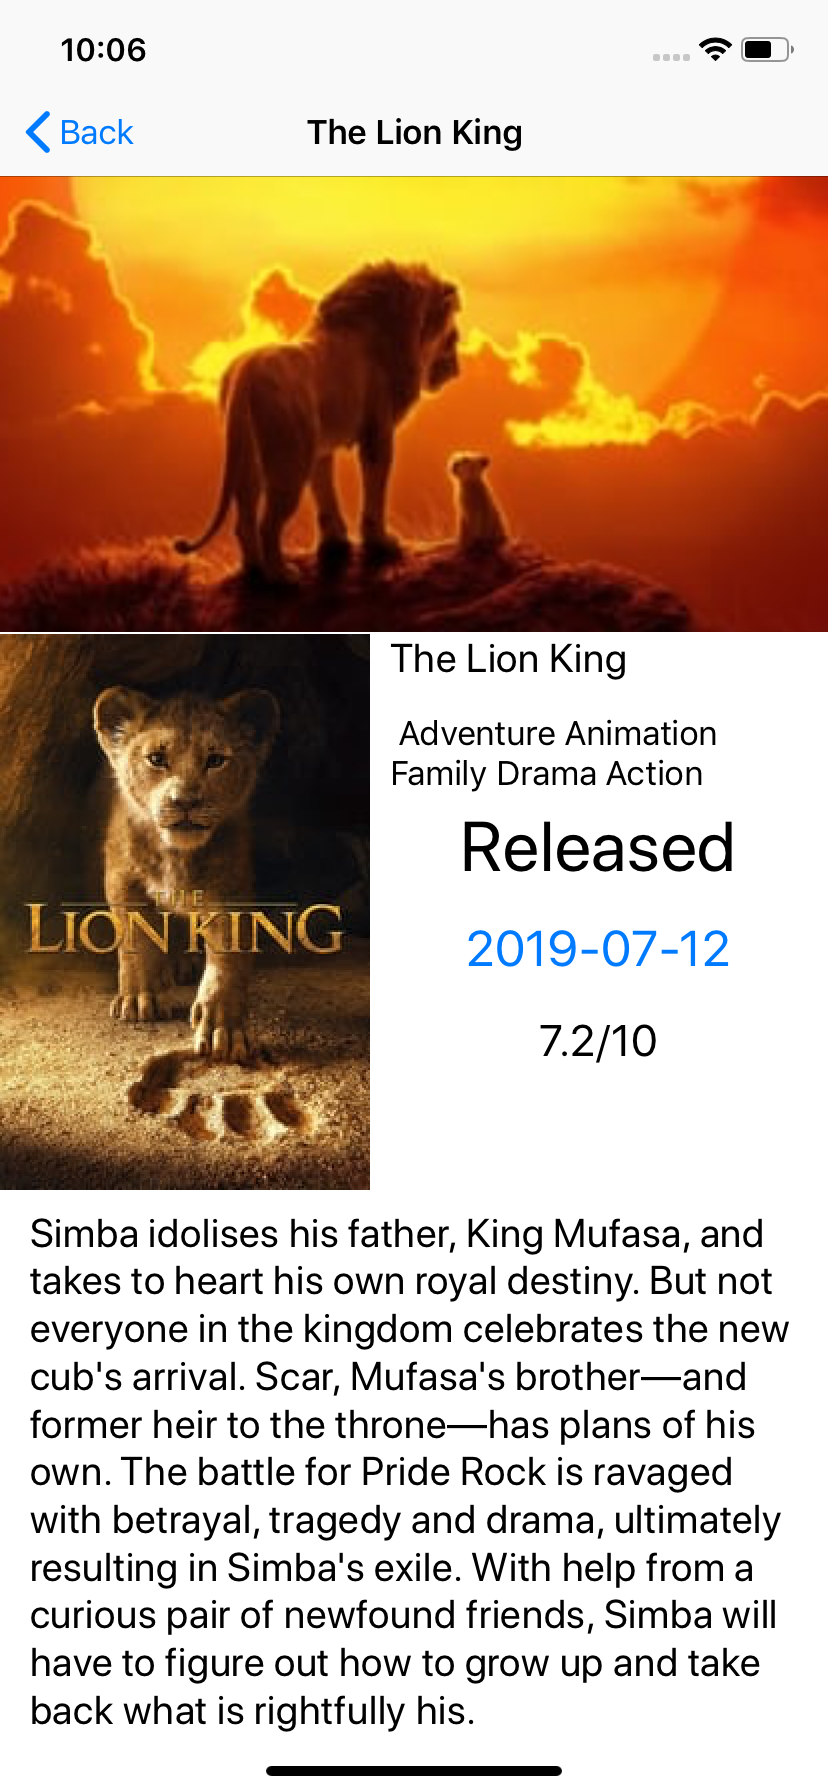 10:06
Back
The Lion King
The Lion King
Adventure Animation
Family Drama Action
Released
2019-07-12
7.2/10
THE
LION KING
Simba idolises his father, King Mufasa, and
takes to heart his own royal destiny. But not
everyone in the kingdom celebrates the new
cub's arrival. Scar, Mufasa's brother—and
former heir to the throne—has plans of his
own. The battle for Pride Rock is ravaged
with betrayal, tragedy and drama, ultimately
resulting in Simba's exile. With help from a
curious pair of newfound friends, Simba will
have to figure out how to grow up and take
back what is rightfully his.